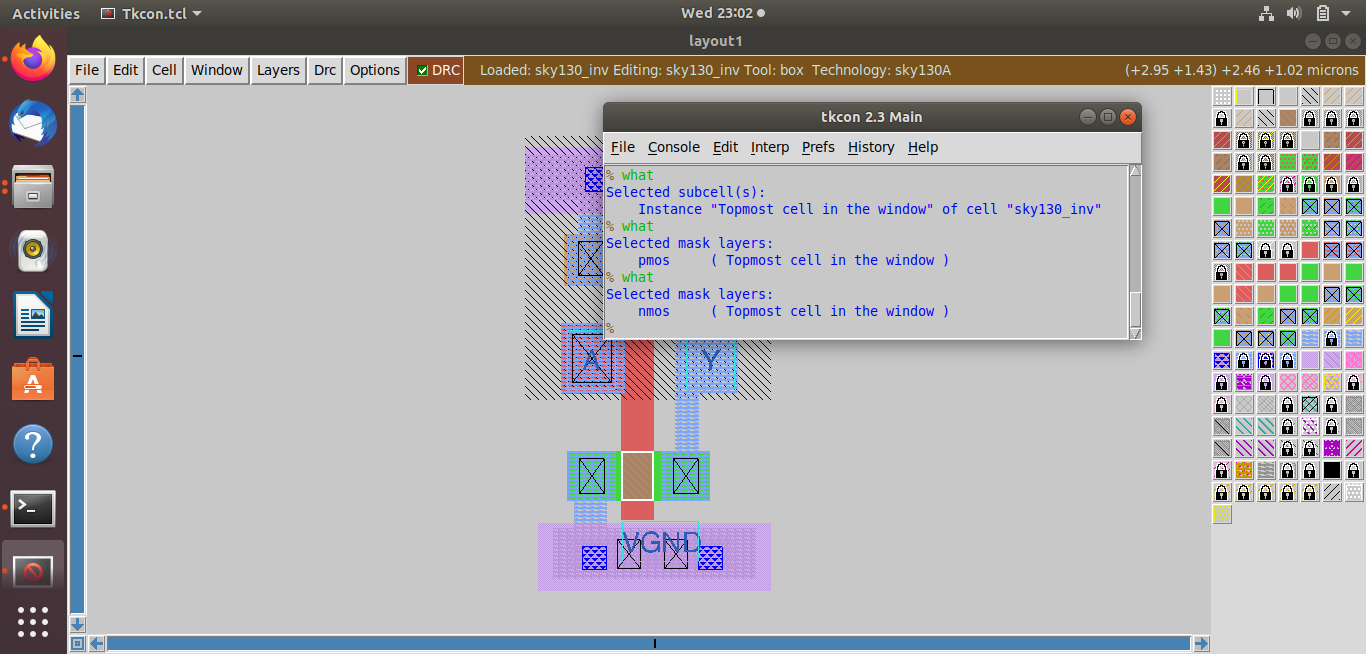 Activities Tkcon.tcl Wed 23:02
layout1
File Edit Cell Window Layers Drc Options DRC Loaded: sky130_inv Editing: sky130_inv Tool: box Technology: sky130A (+2.95 +1.43) +2.46 +1.02 microns
tkcon 2.3 Main
File Console Edit Interp Prefs History Help
% what
Selected subcell(s):
Instance "Topmost cell in the window" of cell "sky130_inv"
% what
Selected mask layers:
pmos ( Topmost cell in the window )
% what
Selected mask layers:
nmos ( Topmost cell in the window )
%
A Y
VGND